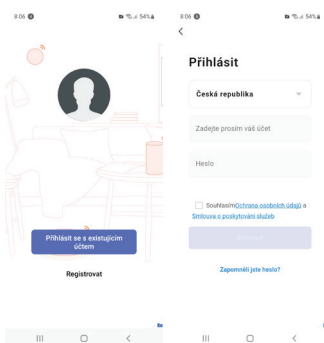 8:06
54%
Přihlásit se s existujícím
účtem
Registrovat
8:06
54%
Přihlásit
Česká republika
Zadejte prosím váš účet
Heslo
Souhlasím Ochrana osobních údajů a
Smlouva o poskytování služeb
Zapomněli jste heslo?